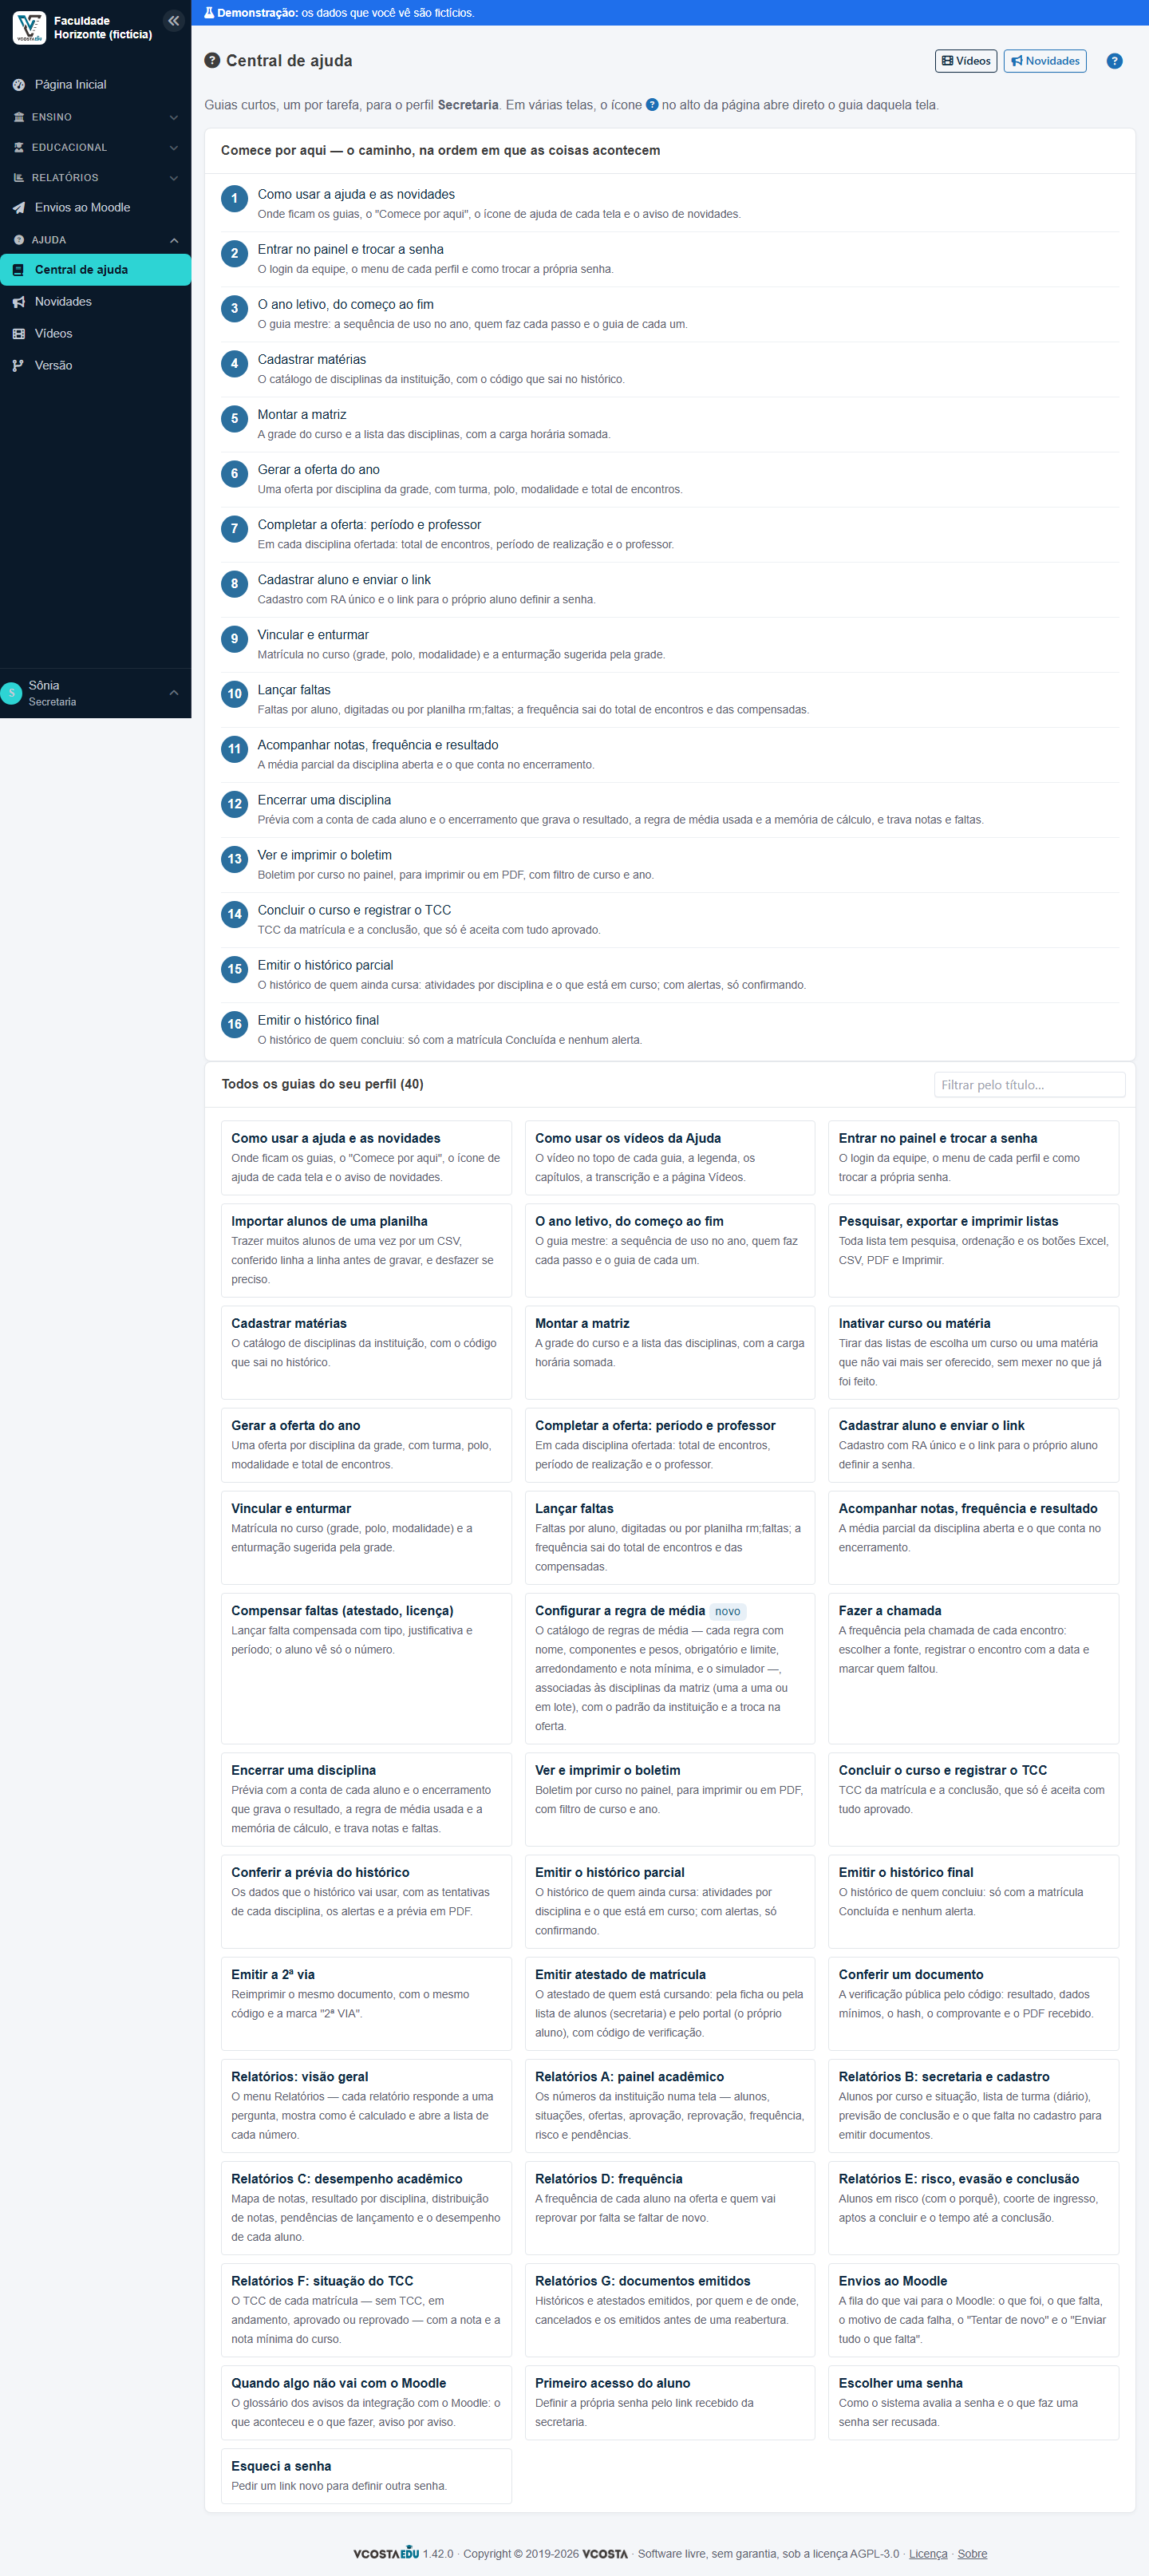 Faculdade
Horizonte (fictícia)
Demonstração: os dados que você vê são fictícios.
Página Inicial
ENSINO
EDUCACIONAL
RELATÓRIOS
Envios ao Moodle
AJUDA
Central de ajuda
Novidades
Vídeos
Versão
S
Sônia
Secretaria
Central de ajuda
Vídeos
Novidades
Guias curtos, um por tarefa, para o perfil Secretaria. Em várias telas, o ícone ? no alto da página abre direto o guia daquela tela.
Comece por aqui — o caminho, na ordem em que as coisas acontecem
1
Como usar a ajuda e as novidades
Onde ficam os guias, o "Comece por aqui", o ícone de ajuda de cada tela e o aviso de novidades.
2
Entrar no painel e trocar a senha
O login da equipe, o menu de cada perfil e como trocar a própria senha.
3
O ano letivo, do começo ao fim
O guia mestre: a sequência de uso no ano, quem faz cada passo e o guia de cada um.
4
Cadastrar matérias
O catálogo de disciplinas da instituição, com o código que sai no histórico.
5
Montar a matriz
A grade do curso e a lista das disciplinas, com a carga horária somada.
6
Gerar a oferta do ano
Uma oferta por disciplina da grade, com turma, polo, modalidade e total de encontros.
7
Completar a oferta: período e professor
Em cada disciplina ofertada: total de encontros, período de realização e o professor.
8
Cadastrar aluno e enviar o link
Cadastro com RA único e o link para o próprio aluno definir a senha.
9
Vincular e enturmar
Matrícula no curso (grade, polo, modalidade) e a enturmação sugerida pela grade.
10
Lançar faltas
Faltas por aluno, digitadas ou por planilha rm;faltas; a frequência sai do total de encontros e das compensadas.
11
Acompanhar notas, frequência e resultado
A média parcial da disciplina aberta e o que conta no encerramento.
12
Encerrar uma disciplina
Prévia com a conta de cada aluno e o encerramento que grava o resultado, a regra de média usada e a memória de cálculo, e trava notas e faltas.
13
Ver e imprimir o boletim
Boletim por curso no painel, para imprimir ou em PDF, com filtro de curso e ano.
14
Concluir o curso e registrar o TCC
TCC da matrícula e a conclusão, que só é aceita com tudo aprovado.
15
Emitir o histórico parcial
O histórico de quem ainda cursa: atividades por disciplina e o que está em curso; com alertas, só confirmando.
16
Emitir o histórico final
O histórico de quem concluiu: só com a matrícula Concluída e nenhum alerta.
Todos os guias do seu perfil (40)
Filtrar pelo título...
Como usar a ajuda e as novidades
Onde ficam os guias, o "Comece por aqui", o ícone de
ajuda de cada tela e o aviso de novidades.
Como usar os vídeos da Ajuda
O vídeo no topo de cada guia, a legenda, os
capítulos, a transcrição e a página Vídeos.
Entrar no painel e trocar a senha
O login da equipe, o menu de cada perfil e como
trocar a própria senha.
Importar alunos de uma planilha
Trazer muitos alunos de uma vez por um CSV,
conferido linha a linha antes de gravar, e desfazer se
preciso.
O ano letivo, do começo ao fim
O guia mestre: a sequência de uso no ano, quem faz
cada passo e o guia de cada um.
Pesquisar, exportar e imprimir listas
Toda lista tem pesquisa, ordenação e os botões Excel,
CSV, PDF e Imprimir.
Cadastrar matérias
O catálogo de disciplinas da instituição, com o código
que sai no histórico.
Montar a matriz
A grade do curso e a lista das disciplinas, com a carga
horária somada.
Inativar curso ou matéria
Tirar das listas de escolha um curso ou uma matéria
que não vai mais ser oferecido, sem mexer no que já
foi feito.
Gerar a oferta do ano
Uma oferta por disciplina da grade, com turma, polo,
modalidade e total de encontros.
Completar a oferta: período e professor
Em cada disciplina ofertada: total de encontros,
período de realização e o professor.
Cadastrar aluno e enviar o link
Cadastro com RA único e o link para o próprio aluno
definir a senha.
Vincular e enturmar
Matrícula no curso (grade, polo, modalidade) e a
enturmação sugerida pela grade.
Lançar faltas
Faltas por aluno, digitadas ou por planilha rm;faltas; a
frequência sai do total de encontros e das
compensadas.
Acompanhar notas, frequência e resultado
A média parcial da disciplina aberta e o que conta no
encerramento.
Compensar faltas (atestado, licença)
Lançar falta compensada com tipo, justificativa e
período; o aluno vê só o número.
Configurar a regra de média novo
O catálogo de regras de média — cada regra com
nome, componentes e pesos, obrigatório e limite,
arredondamento e nota mínima, e o simulador —,
associadas às disciplinas da matriz (uma a uma ou
em lote), com o padrão da instituição e a troca na
oferta.
Fazer a chamada
A frequência pela chamada de cada encontro:
escolher a fonte, registrar o encontro com a data e
marcar quem faltou.
Encerrar uma disciplina
Prévia com a conta de cada aluno e o encerramento
que grava o resultado, a regra de média usada e a
memória de cálculo, e trava notas e faltas.
Ver e imprimir o boletim
Boletim por curso no painel, para imprimir ou em PDF,
com filtro de curso e ano.
Concluir o curso e registrar o TCC
TCC da matrícula e a conclusão, que só é aceita com
tudo aprovado.
Conferir a prévia do histórico
Os dados que o histórico vai usar, com as tentativas
de cada disciplina, os alertas e a prévia em PDF.
Emitir o histórico parcial
O histórico de quem ainda cursa: atividades por
disciplina e o que está em curso; com alertas, só
confirmando.
Emitir o histórico final
O histórico de quem concluiu: só com a matrícula
Concluída e nenhum alerta.
Emitir a 2ª via
Reimprimir o mesmo documento, com o mesmo
código e a marca "2ª VIA".
Emitir atestado de matrícula
O atestado de quem está cursando: pela ficha ou pela
lista de alunos (secretaria) e pelo portal (o próprio
aluno), com código de verificação.
Conferir um documento
A verificação pública pelo código: resultado, dados
mínimos, o hash, o comprovante e o PDF recebido.
Relatórios: visão geral
O menu Relatórios — cada relatório responde a uma
pergunta, mostra como é calculado e abre a lista de
cada número.
Relatórios A: painel acadêmico
Os números da instituição numa tela — alunos,
situações, ofertas, aprovação, reprovação, frequência,
risco e pendências.
Relatórios B: secretaria e cadastro
Alunos por curso e situação, lista de turma (diário),
previsão de conclusão e o que falta no cadastro para
emitir documentos.
Relatórios C: desempenho acadêmico
Mapa de notas, resultado por disciplina, distribuição
de notas, pendências de lançamento e o desempenho
de cada aluno.
Relatórios D: frequência
A frequência de cada aluno na oferta e quem vai
reprovar por falta se faltar de novo.
Relatórios E: risco, evasão e conclusão
Alunos em risco (com o porquê), coorte de ingresso,
aptos a concluir e o tempo até a conclusão.
Relatórios F: situação do TCC
O TCC de cada matrícula — sem TCC, em
andamento, aprovado ou reprovado — com a nota e a
nota mínima do curso.
Relatórios G: documentos emitidos
Históricos e atestados emitidos, por quem e de onde,
cancelados e os emitidos antes de uma reabertura.
Envios ao Moodle
A fila do que vai para o Moodle: o que foi, o que falta,
o motivo de cada falha, o "Tentar de novo" e o "Enviar
tudo o que falta".
Quando algo não vai com o Moodle
O glossário dos avisos da integração com o Moodle: o
que aconteceu e o que fazer, aviso por aviso.
Primeiro acesso do aluno
Definir a própria senha pelo link recebido da
secretaria.
Escolher uma senha
Como o sistema avalia a senha e o que faz uma
senha ser recusada.
Esqueci a senha
Pedir um link novo para definir outra senha.
VCOSTAEDU 1.42.0 · Copyright © 2019-2026 VCOSTA · Software livre, sem garantia, sob a licença AGPL-3.0 · Licença · Sobre